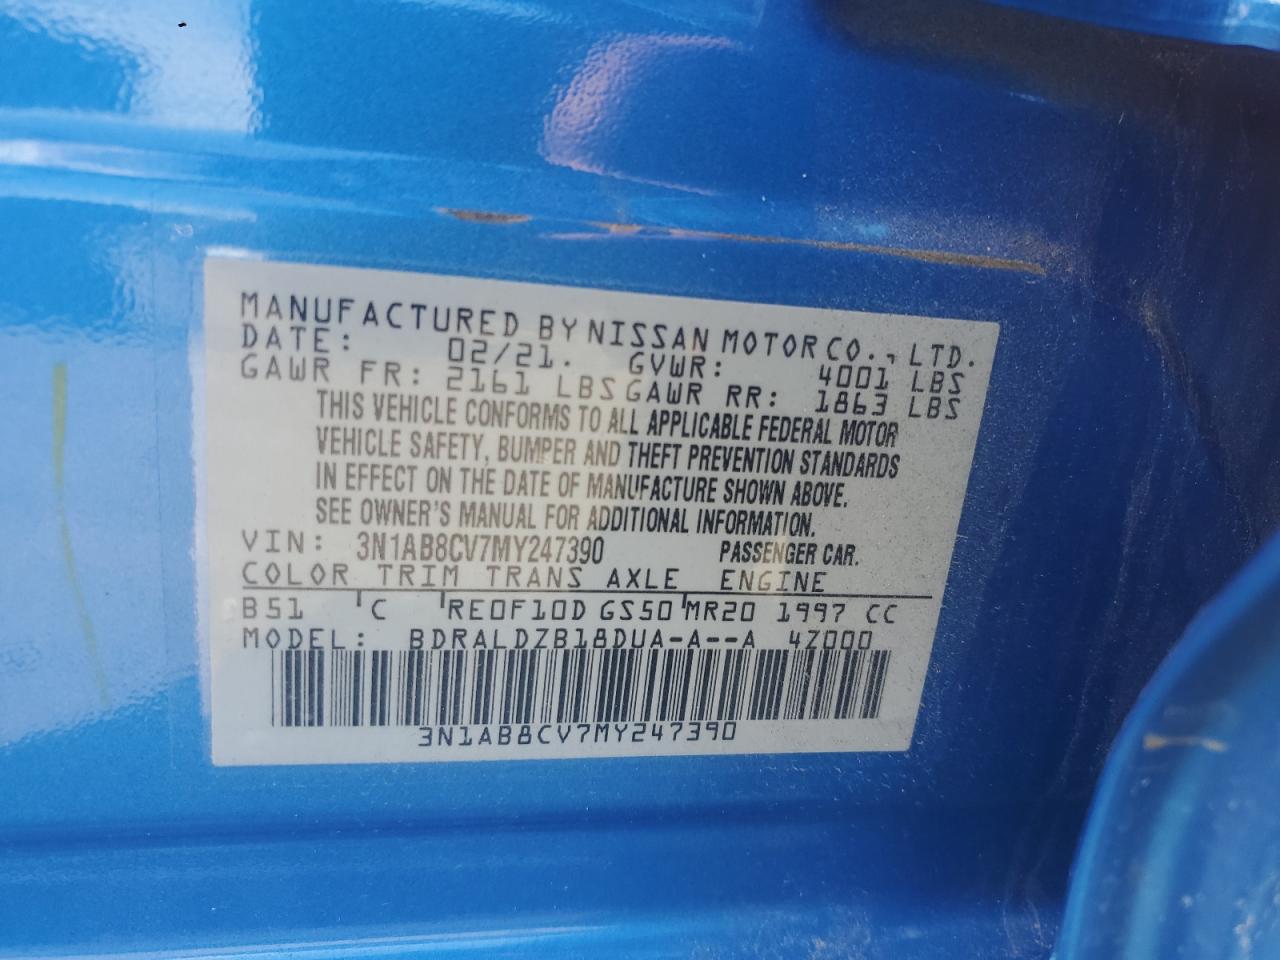 MANUFACTURED BY NISSAN MOTOR CO., LTD.
DATE: 02/21. GVWR: 4001 LBS
GAWR FR: 2161 LBS GAWR RR: 1863 LBS
THIS VEHICLE CONFORMS TO ALL APPLICABLE FEDERAL MOTOR
VEHICLE SAFETY, BUMPER AND THEFT PREVENTION STANDARDS
IN EFFECT ON THE DATE OF MANUFACTURE SHOWN ABOVE.
SEE OWNER'S MANUAL FOR ADDITIONAL INFORMATION.
VIN: 3N1AB8CV7MY247390 PASSENGER CAR.
COLOR TRIM TRANS AXLE ENGINE
B51 C RE0F10D GS50 MR20 1997 CC
MODEL: BDRALDZB18DUA-A--A 4Z000
3N1AB8CV7MY247390